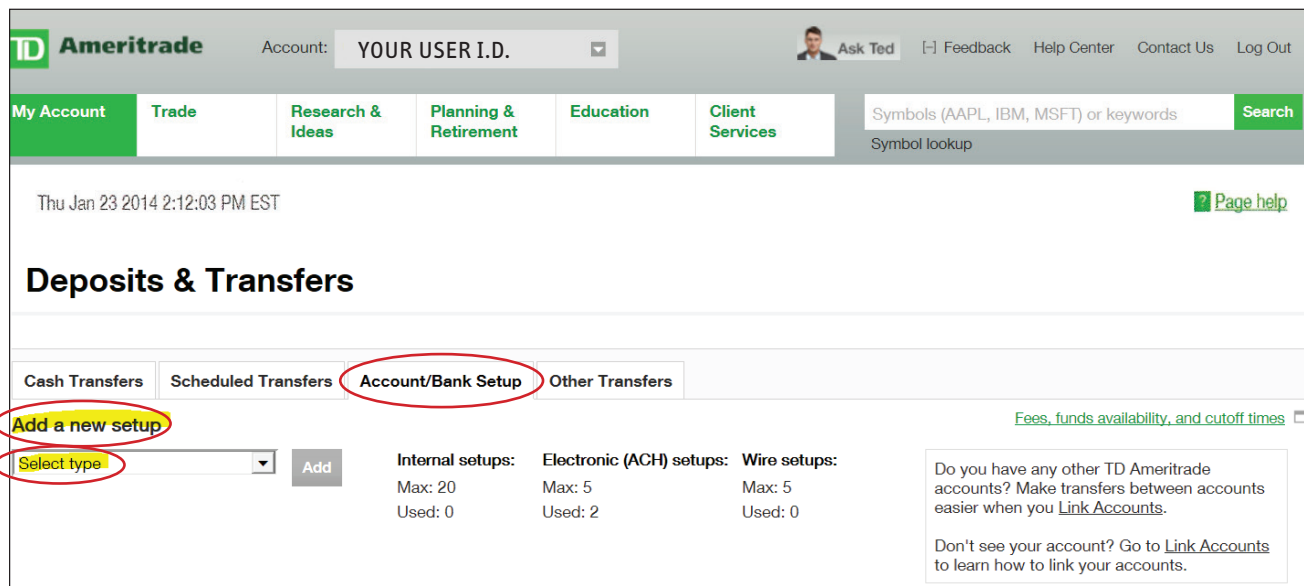 TD Ameritrade Account: YOUR USER I.D. Ask Ted [-] Feedback Help Center Contact Us Log Out
My Account Trade Research & Ideas Planning & Retirement Education Client Services
Symbols (AAPL, IBM, MSFT) or keywords Search
Symbol lookup
Thu Jan 23 2014 2:12:03 PM EST
? Page help
Deposits & Transfers
Cash Transfers Scheduled Transfers Account/Bank Setup Other Transfers
Add a new setup
Fees, funds availability, and cutoff times
Select type Add
Internal setups: Electronic (ACH) setups: Wire setups:
Max: 20 Max: 5 Max: 5
Used: 0 Used: 2 Used: 0
Do you have any other TD Ameritrade
accounts? Make transfers between accounts
easier when you Link Accounts.
Don't see your account? Go to Link Accounts
to learn how to link your accounts.